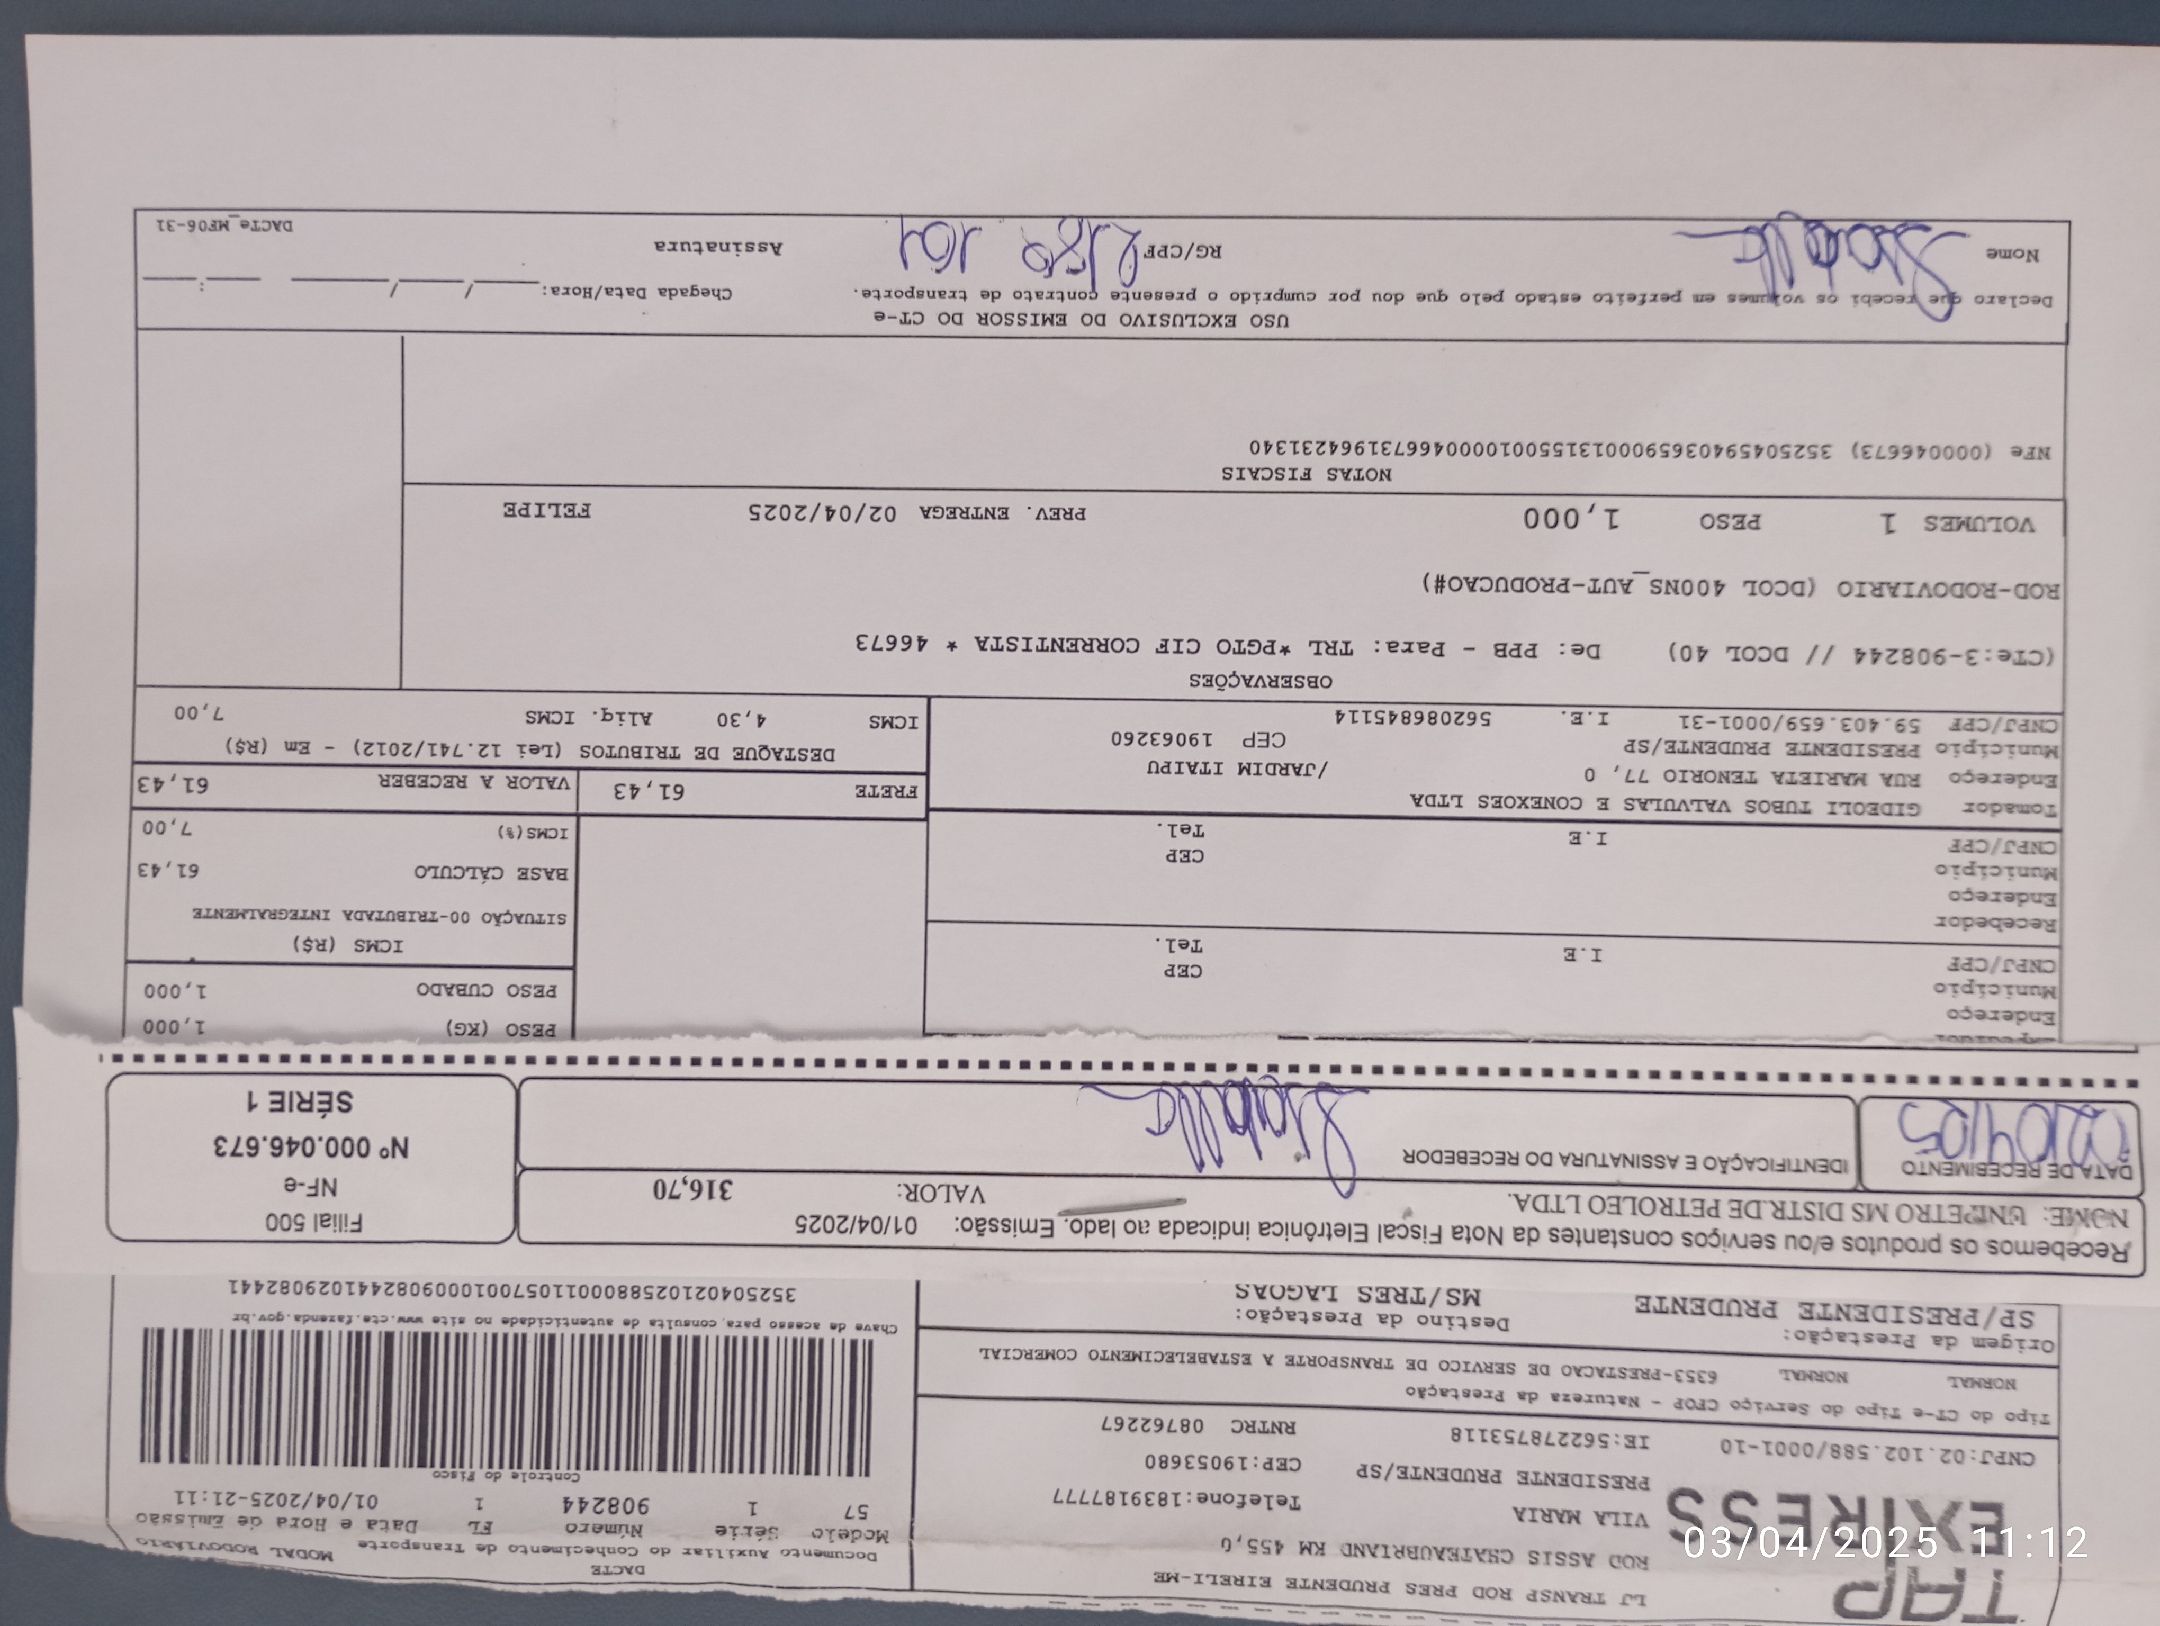 TAP
EXPRESS
LJ TRANSP ROD PRES PRUDENTE EIRELI-ME
ROD ASSIS CHATEAUBRIAND KM 455,0
VILA MARIA Telefone:1839187777
PRESIDENTE PRUDENTE/SP CEP:19053680
CNPJ:02.102.588/0001-10 IE:562278753118 RNTRC 08762267
Tipo do CT-e Tipo do Serviço CFOP - Natureza da Prestação
NORMAL NORMAL 6353-PRESTACAO DE SERVICO DE TRANSPORTE A ESTABELECIMENTO COMERCIAL
Origem da Prestação: Destino da Prestação:
SP/PRESIDENTE PRUDENTE MS/TRES LAGOAS
DACTE
Documento Auxiliar do Conhecimento de Transporte MODAL RODOVIÁRIO
Modelo Série Número FL Data e Hora de Emissão
57 1 908244 1 01/04/2025-21:11
Controle do Fisco
Chave de acesso para consulta de autenticidade no site www.cte.fazenda.gov.br
35250402102588000110570010009082441029082441
Recebemos os produtos e/ou serviços constantes da Nota Fiscal Eletrônica indicada ao lado. Emissão: 01/04/2025
NOME: UNIPETRO MS DISTR.DE PETROLEO LTDA. VALOR: 316,70
DATA DE RECEBIMENTO
IDENTIFICAÇÃO E ASSINATURA DO RECEBEDOR
Filial 500
NF-e
Nº 000.046.673
SÉRIE 1
Endereço
Município CEP
CNPJ/CPF I.E Tel.
Recebedor
Endereço
Município CEP
CNPJ/CPF I.E Tel.
Tomador GIDEOLI TUBOS VALVULAS E CONEXOES LTDA
Endereço RUA MARIETA TENORIO 77, 0 /JARDIM ITAIPU
Município PRESIDENTE PRUDENTE/SP CEP 19063260
CNPJ/CPF 59.403.659/0001-31 I.E. 562086845114
PESO (KG) 1,000
PESO CUBADO 1,000
ICMS (R$)
SITUAÇÃO 00-TRIBUTADA INTEGRALMENTE
BASE CÁLCULO 61,43
ICMS(%) 7,00
FRETE 61,43 VALOR A RECEBER 61,43
DESTAQUE DE TRIBUTOS (Lei 12.741/2012) - Em (R$)
ICMS 4,30 Aliq. ICMS 7,00
OBSERVAÇÕES
(CTe:3-908244 // DCOL 40) De: PPB - Para: TRL *PGTO CIF CORRENTISTA * 46673
ROD-RODOVIARIO (DCOL 400NS_AUT-PRODUCAO#)
VOLUMES 1 PESO 1,000 PREV. ENTREGA 02/04/2025 FELIPE
NOTAS FISCAIS
NFe (000046673) 35250459403659000131550010000466731964231340
USO EXCLUSIVO DO EMISSOR DO CT-e
Declaro que recebi os volumes em perfeito estado pelo que dou por cumprido o presente contrato de transporte. Chegada Data/Hora: ____/____/____ ____:____
Nome RG/CPF Assinatura
DACTe_MF06-31
03/04/2025 11:12